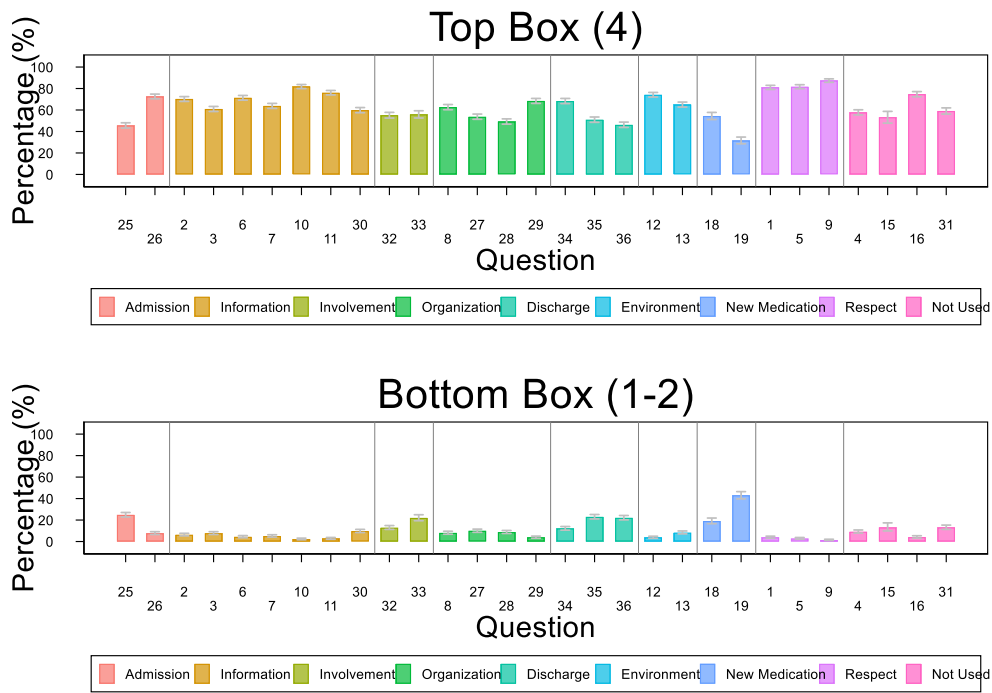 Top Box (4)
Percentage (%)
100
80
60
40
20
0
25 2 6 10 30 33 27 29 35 12 18 1 9 15 31
26 3 7 11 32 8 28 34 36 13 19 5 4 16
Question
Admission Information Involvement Organization Discharge Environment New Medication Respect Not Used
Bottom Box (1-2)
Percentage (%)
100
80
60
40
20
0
25 2 6 10 30 33 27 29 35 12 18 1 9 15 31
26 3 7 11 32 8 28 34 36 13 19 5 4 16
Question
Admission Information Involvement Organization Discharge Environment New Medication Respect Not Used